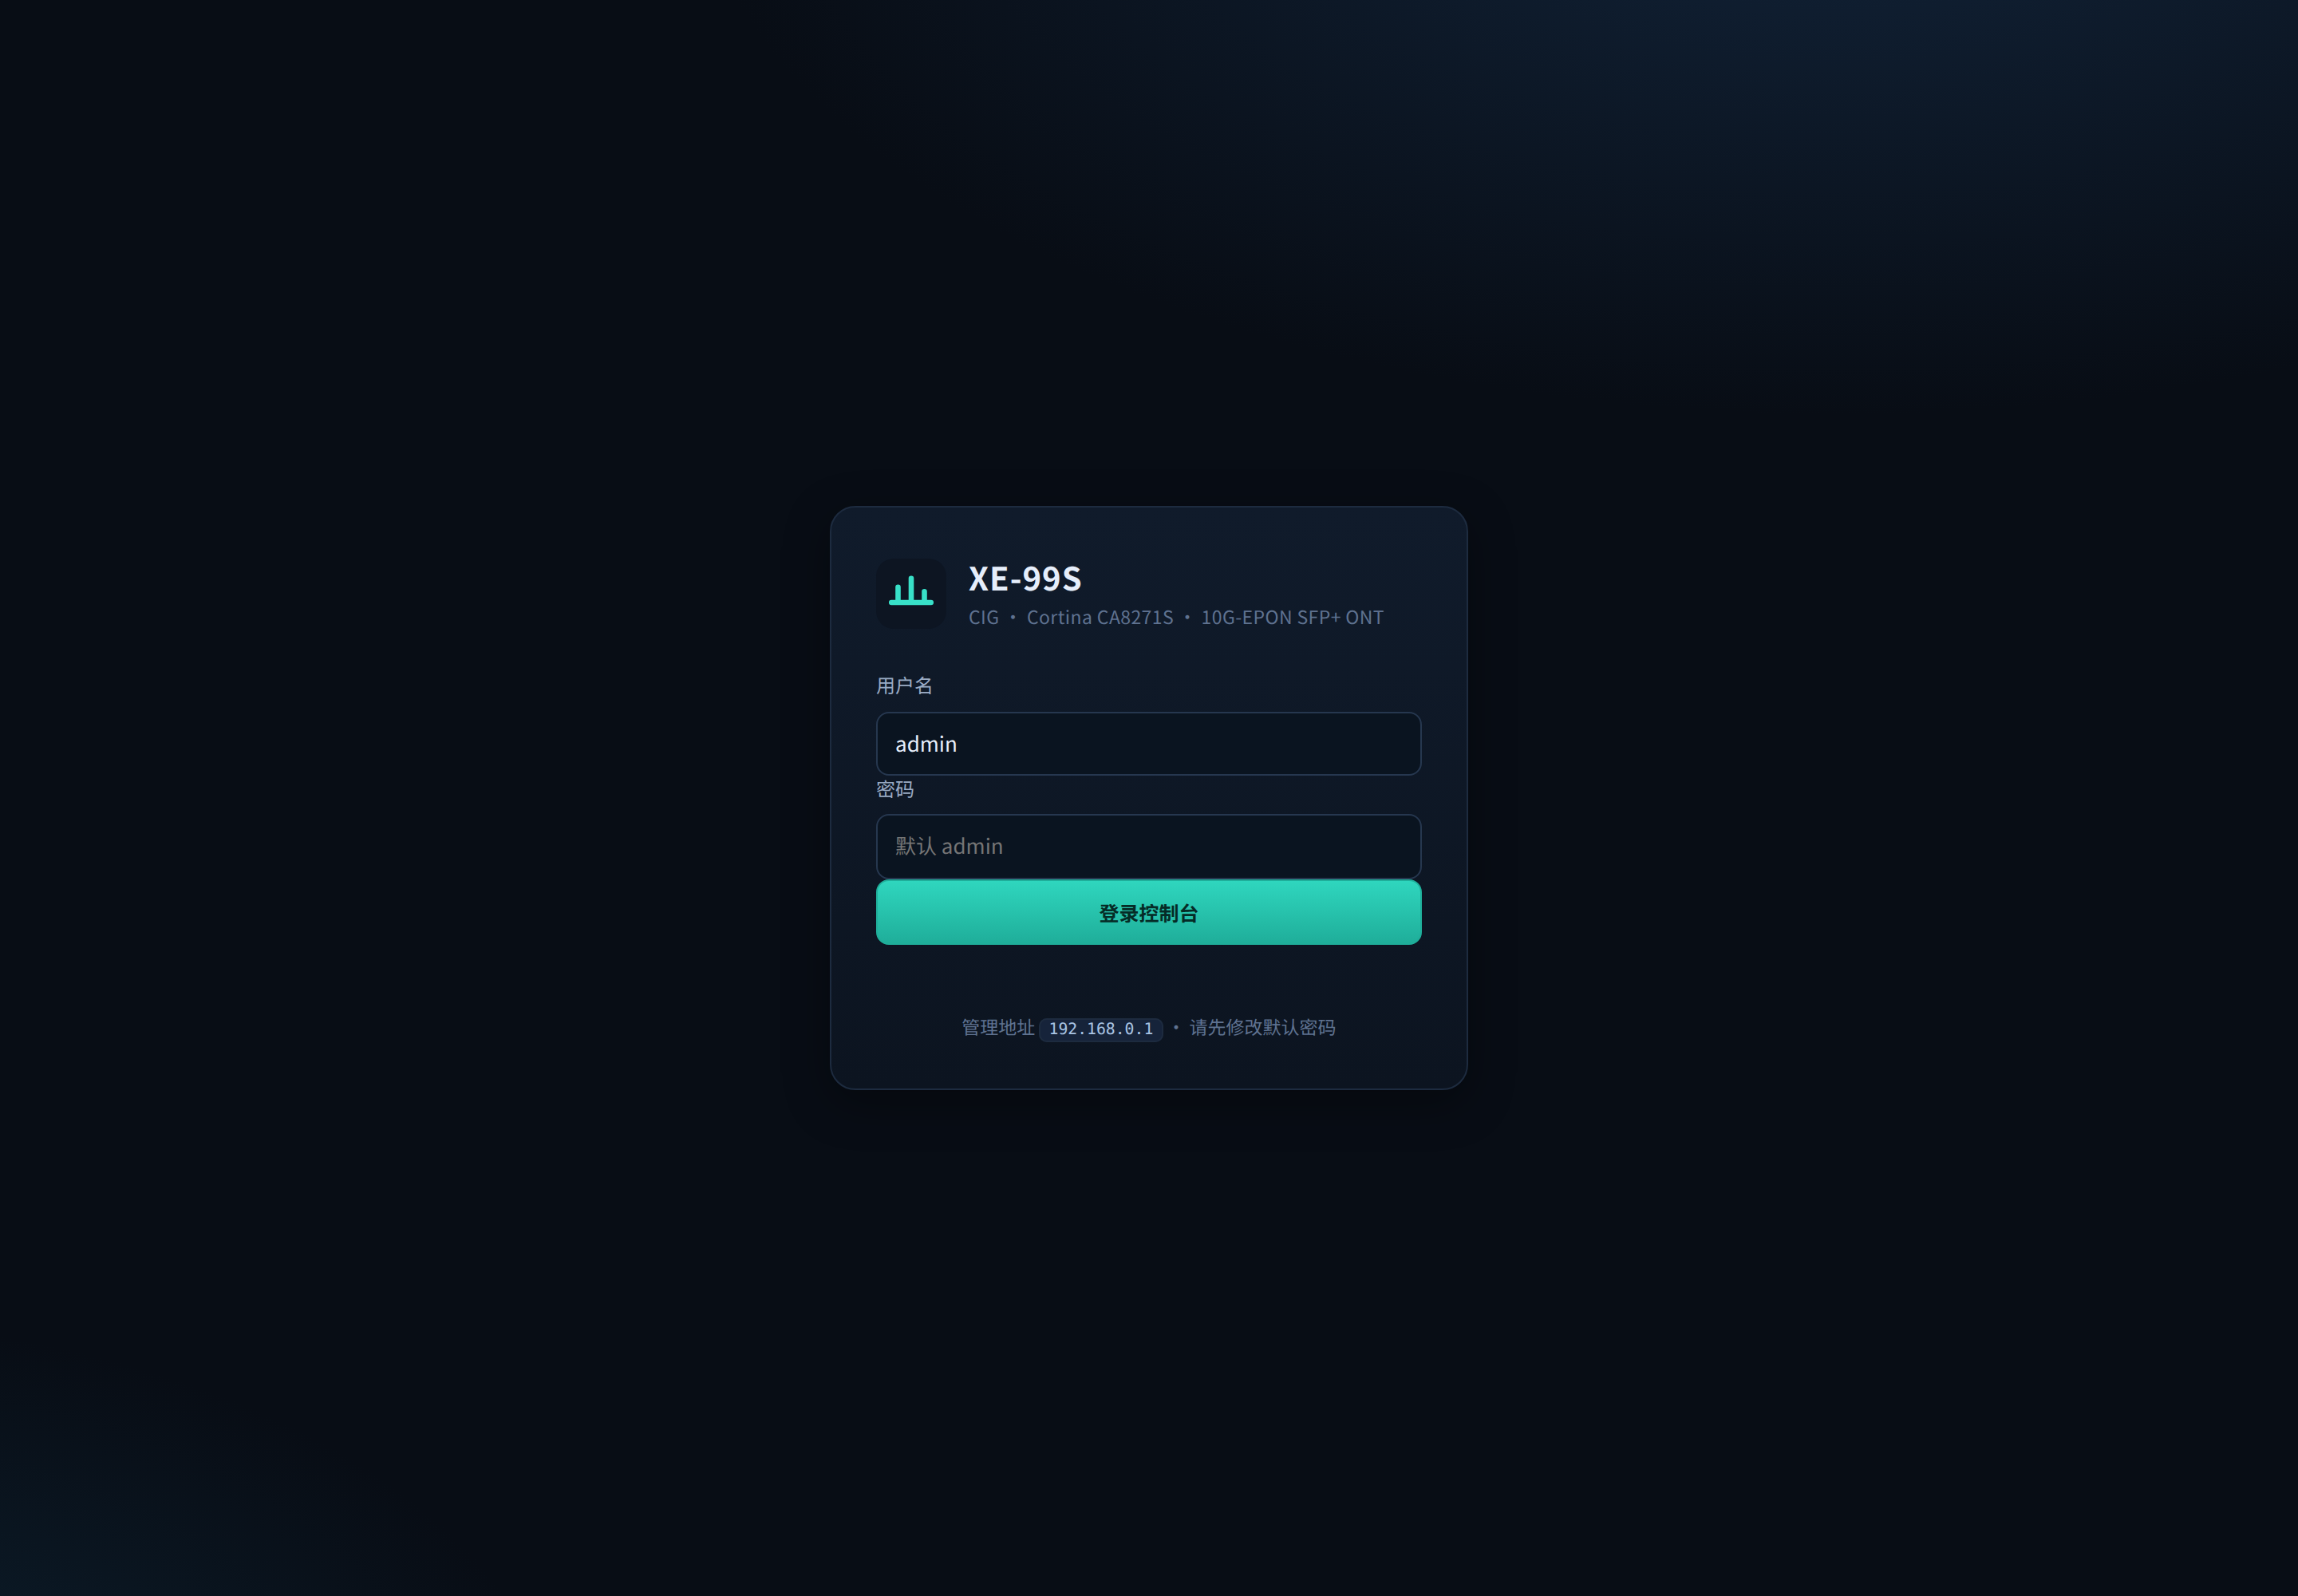 XE-99S
CIG · Cortina CA8271S · 10G-EPON SFP+ ONT
用户名
admin
密码
默认 admin
登录控制台
管理地址 192.168.0.1 · 请先修改默认密码